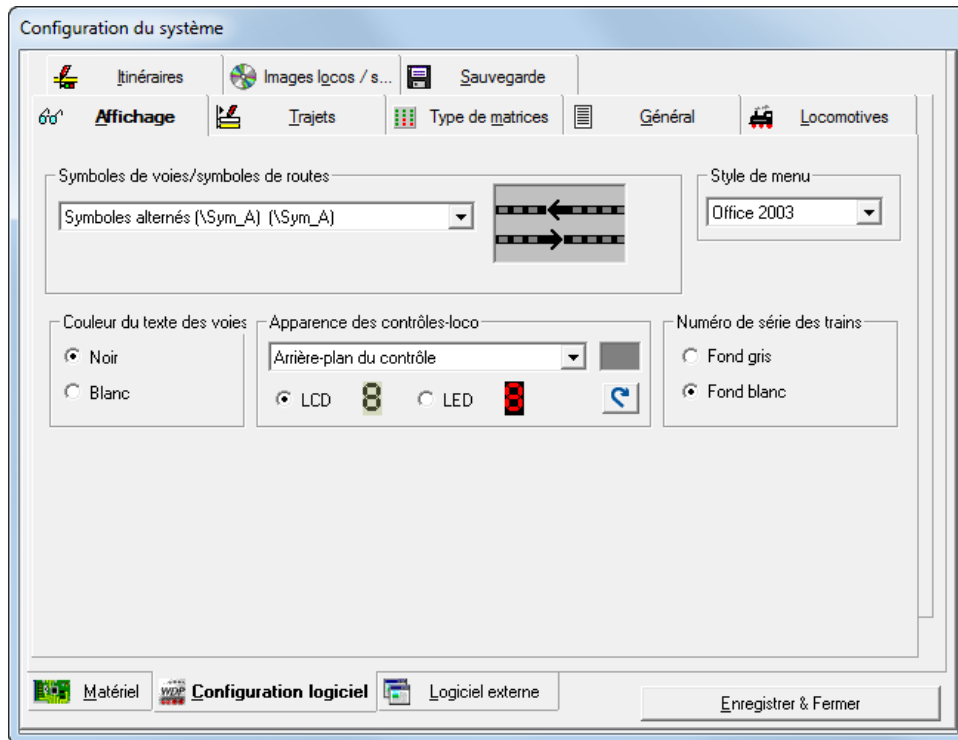 Configuration du système
Itinéraires
Images locos / s...
Sauvegarde
Affichage
Trajets
Type de matrices
Général
Locomotives
Symboles de voies/symboles de routes
Style de menu
Symboles alternés (\Sym_A) (\Sym_A)
Office 2003
Couleur du texte des voies
Apparence des contrôles-loco
Numéro de série des trains
Noir
Arrière-plan du contrôle
Fond gris
Blanc
LCD
8
LED
8
Fond blanc
Matériel
WDP
Configuration logiciel
Logiciel externe
Enregistrer & Fermer